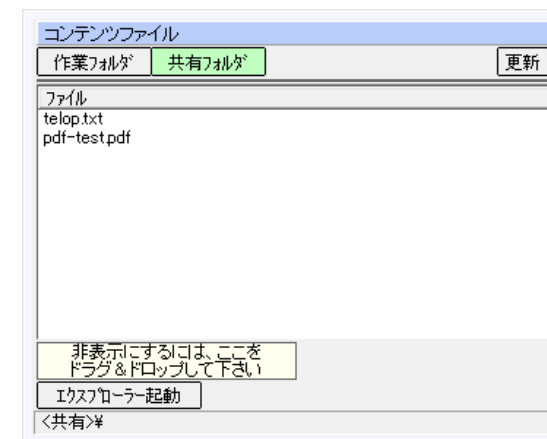 コンテンツファイル
作業ﾌｫﾙﾀﾞ 共有ﾌｫﾙﾀﾞ 更新
ﾌｧｲﾙ
telop.txt
pdf-test.pdf
非表示にするには、ここを
ドラグ&ドロップして下さい
ｴｸｽﾌﾟﾛｰﾗｰ起動
<共有>¥